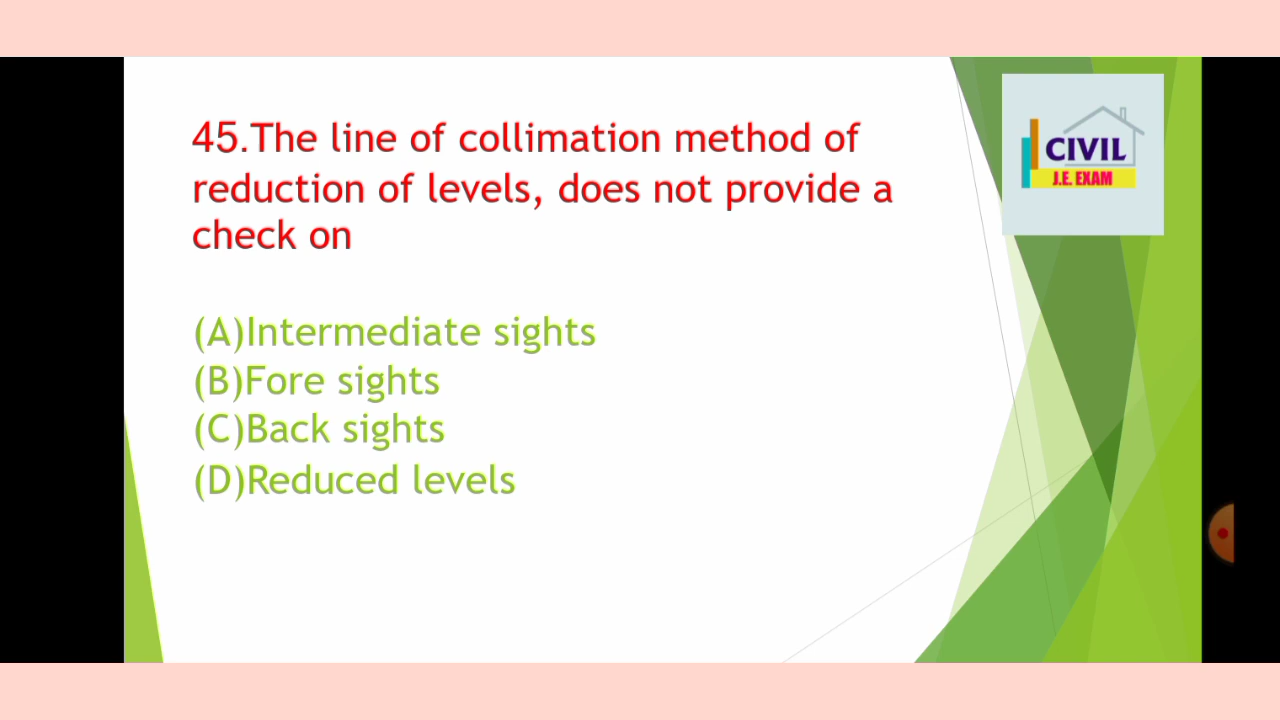 45.The line of collimation method of
reduction of levels, does not provide a
check on
(A)Intermediate sights
(B)Fore sights
(C)Back sights
(D)Reduced levels
CIVIL
J.E. EXAM